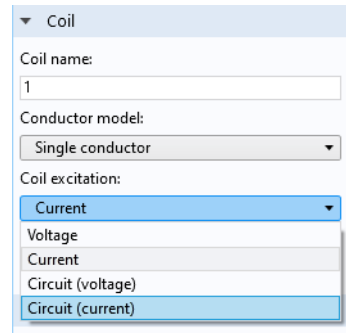 Coil
Coil name:
1
Conductor model:
Single conductor
Coil excitation:
Current
Voltage
Current
Circuit (voltage)
Circuit (current)